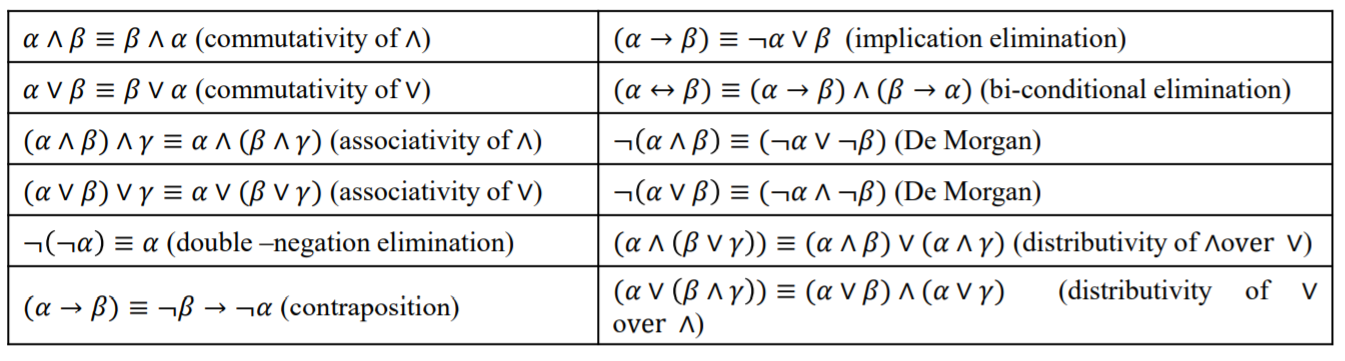 α ∧ β ≡ β ∧ α (commutativity of ∧)
(α → β) ≡ ¬α ∨ β (implication elimination)
α ∨ β ≡ β ∨ α (commutativity of ∨)
(α ↔ β) ≡ (α → β) ∧ (β → α) (bi-conditional elimination)
(α ∧ β) ∧ γ ≡ α ∧ (β ∧ γ) (associativity of ∧)
¬(α ∧ β) ≡ (¬α ∨ ¬β) (De Morgan)
(α ∨ β) ∨ γ ≡ α ∨ (β ∨ γ) (associativity of ∨)
¬(α ∨ β) ≡ (¬α ∧ ¬β) (De Morgan)
¬(¬α) ≡ α (double –negation elimination)
(α ∧ (β ∨ γ)) ≡ (α ∧ β) ∨ (α ∧ γ) (distributivity of ∧over ∨)
(α → β) ≡ ¬β → ¬α (contraposition)
(α ∨ (β ∧ γ)) ≡ (α ∨ β) ∧ (α ∨ γ) (distributivity of ∨
over ∧)